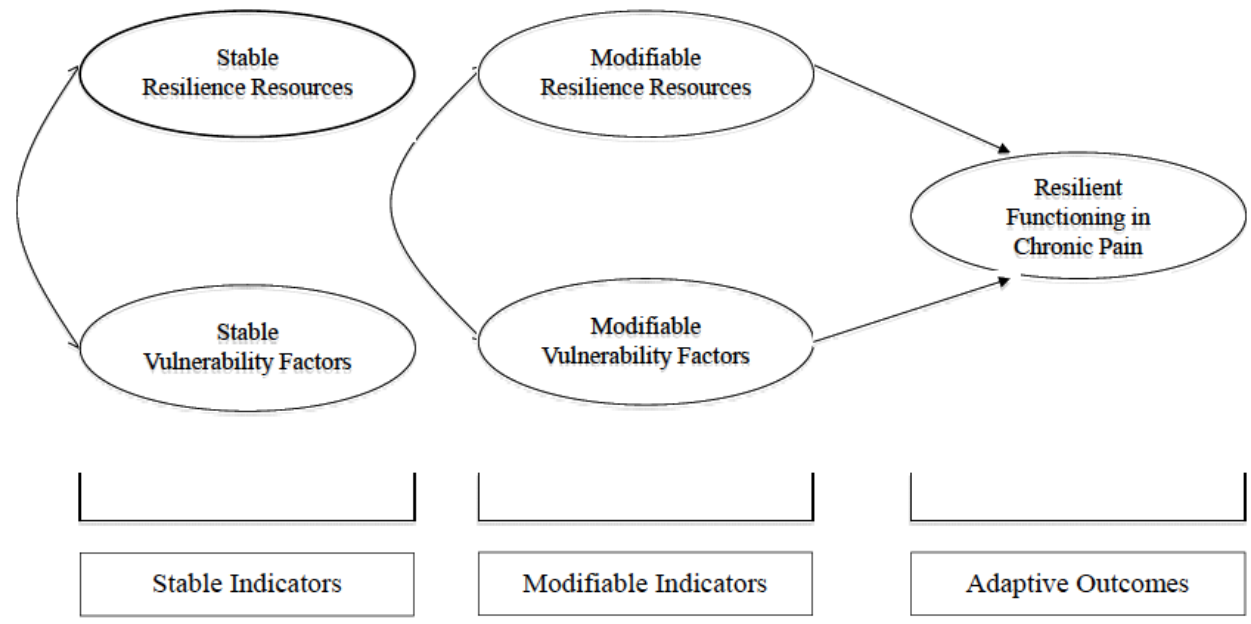 Stable
Resilience Resources
Modifiable
Resilience Resources
Resilient
Functioning in
Chronic Pain
Stable
Vulnerability Factors
Modifiable
Vulnerability Factors
Stable Indicators
Modifiable Indicators
Adaptive Outcomes